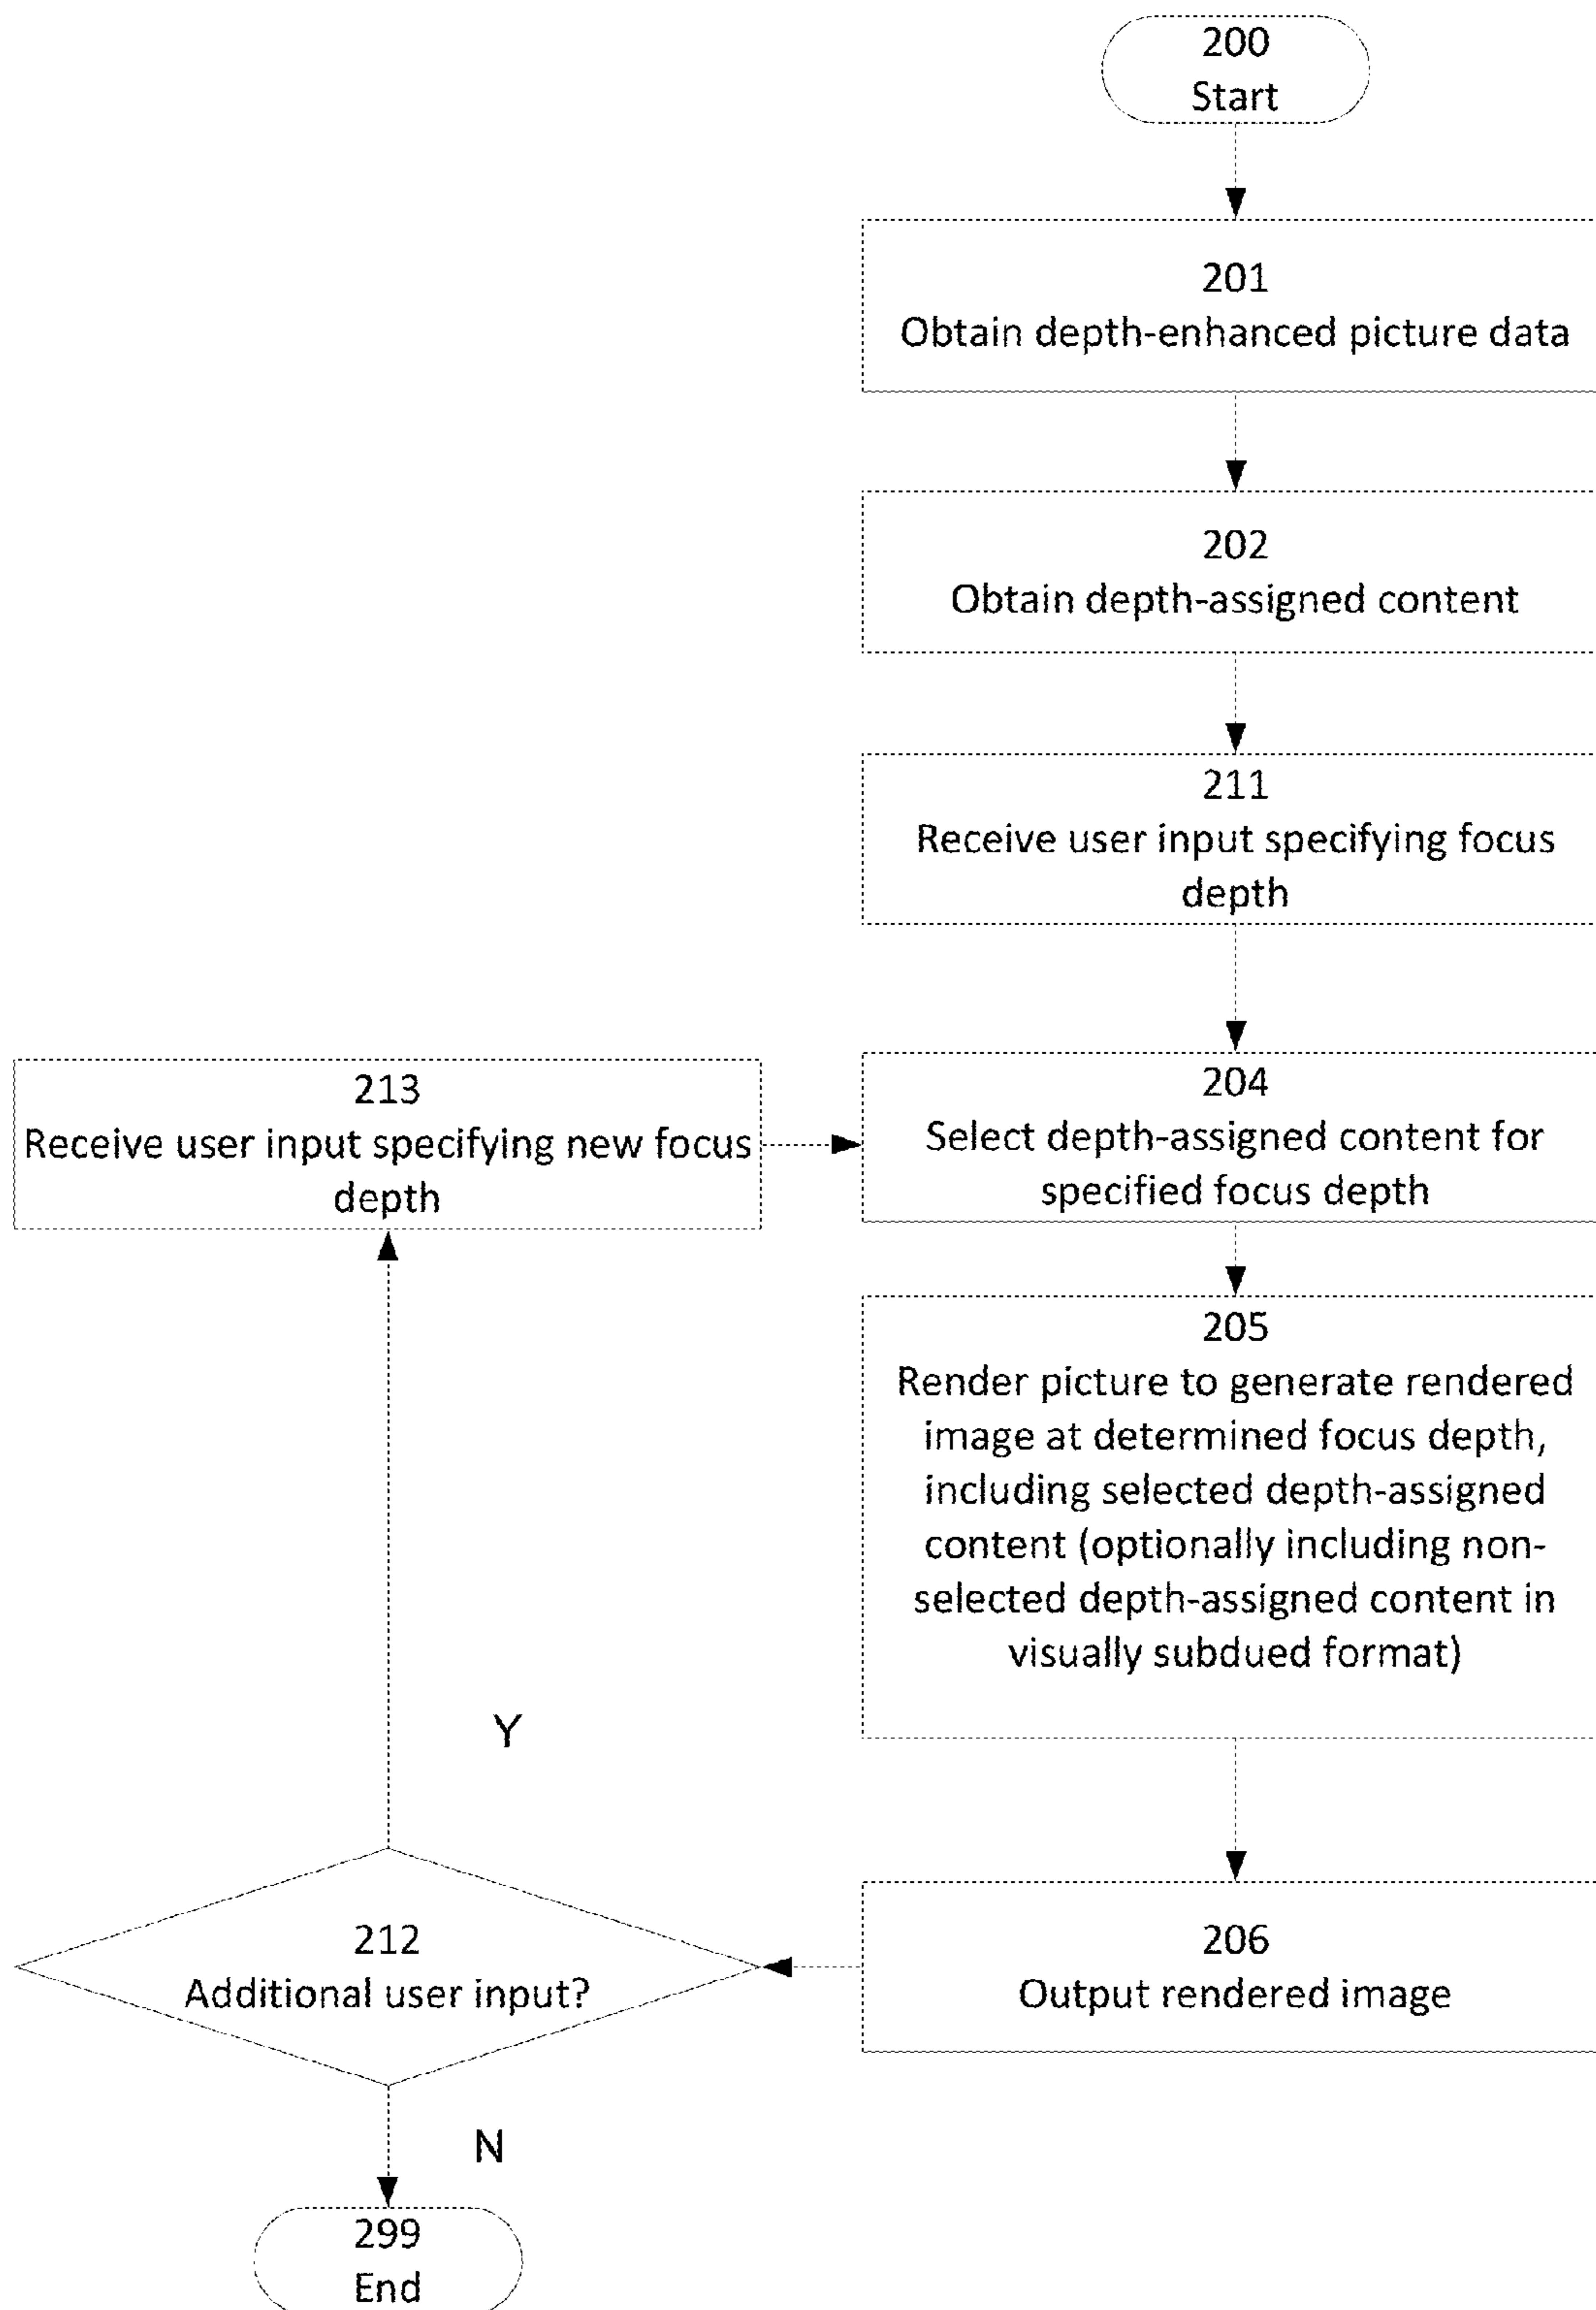 200
Start
201
Obtain depth-enhanced picture data
202
Obtain depth-assigned content
211
Receive user input specifying focus
depth
213
Receive user input specifying new focus
depth
204
Select depth-assigned content for
specified focus depth
205
Render picture to generate rendered
image at determined focus depth,
including selected depth-assigned
content (optionally including non-
selected depth-assigned content in
visually subdued format)
Y
212
Additional user input?
206
Output rendered image
N
299
End